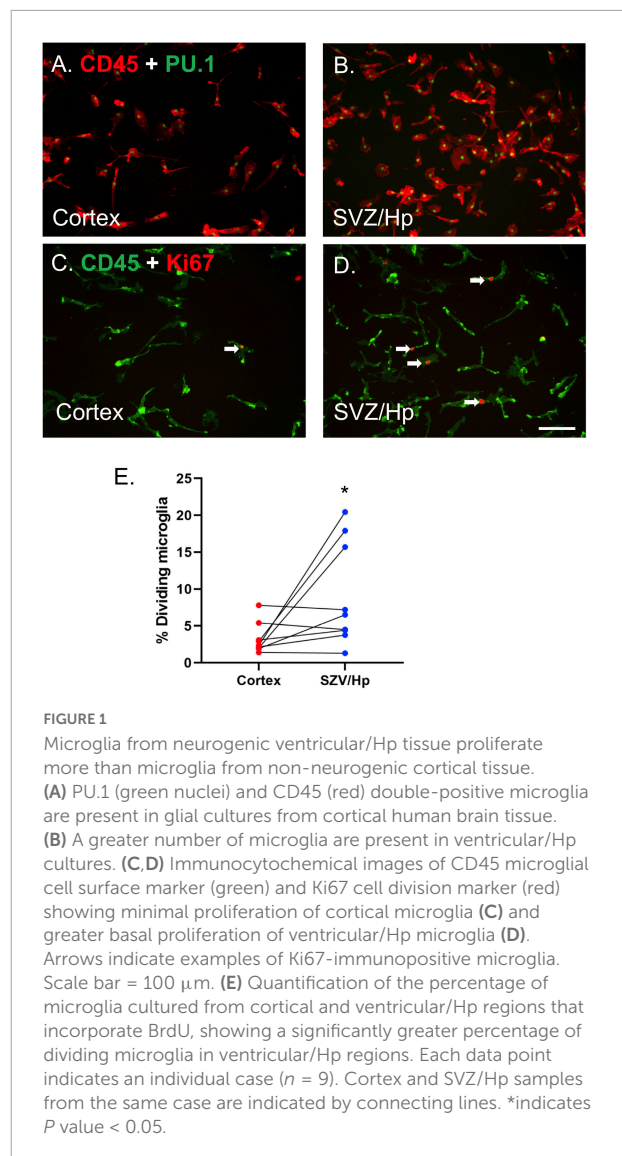 A. CD45 + PU.1
B.
Cortex
SVZ/Hp
C. CD45 + Ki67
D.
Cortex
SVZ/Hp
E.
25
*
20
15
10
5
0
% Dividing microglia
Cortex
SZV/Hp
FIGURE 1
Microglia from neurogenic ventricular/Hp tissue proliferate
more than microglia from non-neurogenic cortical tissue.
(A) PU.1 (green nuclei) and CD45 (red) double-positive microglia
are present in glial cultures from cortical human brain tissue.
(B) A greater number of microglia are present in ventricular/Hp
cultures. (C,D) Immunocytochemical images of CD45 microglial
cell surface marker (green) and Ki67 cell division marker (red)
showing minimal proliferation of cortical microglia (C) and
greater basal proliferation of ventricular/Hp microglia (D).
Arrows indicate examples of Ki67-immunopositive microglia.
Scale bar = 100 μm. (E) Quantification of the percentage of
microglia cultured from cortical and ventricular/Hp regions that
incorporate BrdU, showing a significantly greater percentage of
dividing microglia in ventricular/Hp regions. Each data point
indicates an individual case (n = 9). Cortex and SVZ/Hp samples
from the same case are indicated by connecting lines. *indicates
P value < 0.05.